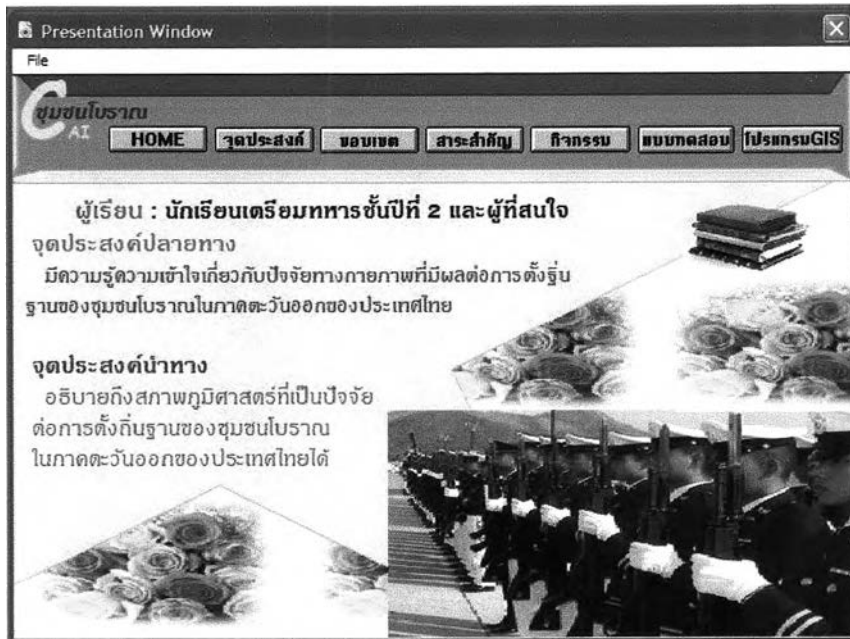 Presentation Window
File
ชุมชนโบราณ
CAI
HOME จุดประสงค์ ขอบเขต สาระสำคัญ กิจกรรม แบบทดสอบ โปรแกรมGIS
ผู้เรียน : นักเรียนเตรียมทหารชั้นปีที่ 2 และผู้ที่สนใจ
จุดประสงค์ปลายทาง
มีความรู้ความเข้าใจเกี่ยวกับปัจจัยทางกายภาพที่มีผลต่อการตั้งฐิ่น
ฐานของชุมชนโบราณในภาคตะวันออกของประเทศไทย
จุดประสงค์นำทาง
อธิบายถึงสภาพภูมิศาสตร์ที่เป็นปัจจัย
ต่อการตั้งถิ่นฐานของชุมชนโบราณ
ในภาคตะวันออกของประเทศไทยได้